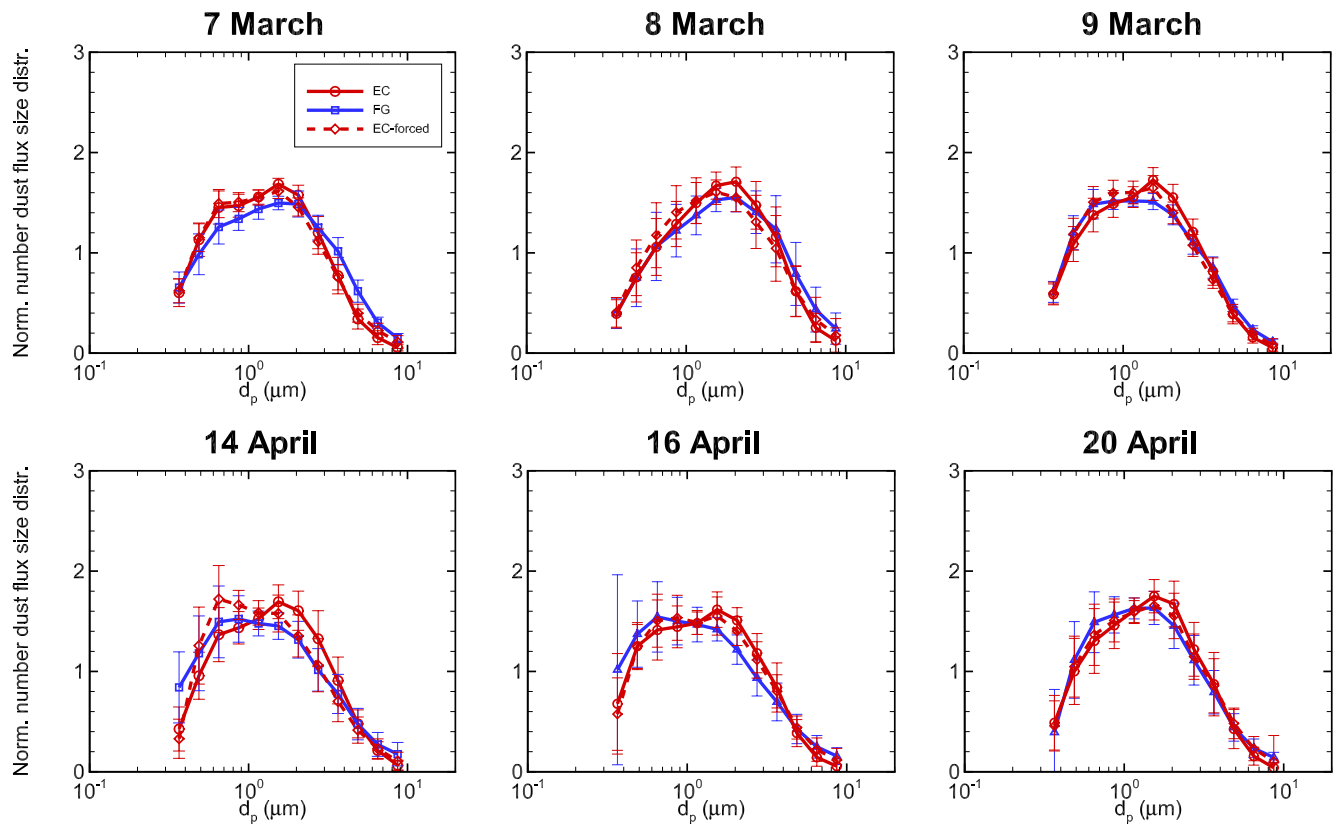 7 March
8 March
9 March
Norm. number dust flux size distr.
3
2
1
0
EC
FG
EC-forced
10⁻¹ 10⁰ 10¹
dₚ (μm)
3
2
1
0
10⁻¹ 10⁰ 10¹
dₚ (μm)
3
2
1
0
10⁻¹ 10⁰ 10¹
dₚ (μm)
14 April
16 April
20 April
Norm. number dust flux size distr.
3
2
1
0
10⁻¹ 10⁰ 10¹
dₚ (μm)
3
2
1
0
10⁻¹ 10⁰ 10¹
dₚ (μm)
3
2
1
0
10⁻¹ 10⁰ 10¹
dₚ (μm)